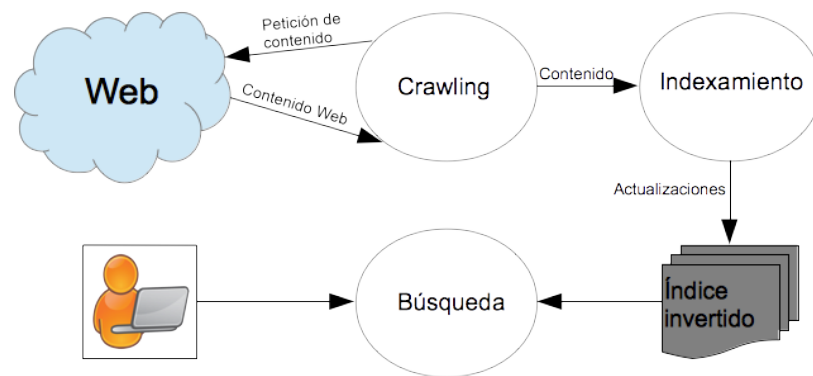 Petición de
contenido
Web
Crawling
Contenido
Indexamiento
Contenido Web
Actualizaciones
Búsqueda
Índice
invertido